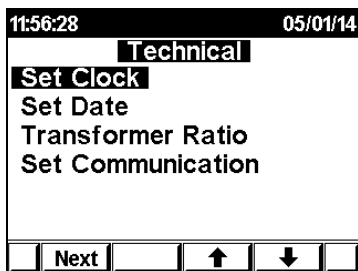 11:56:28 05/01/14
Technical
Set Clock
Set Date
Transformer Ratio
Set Communication
Next